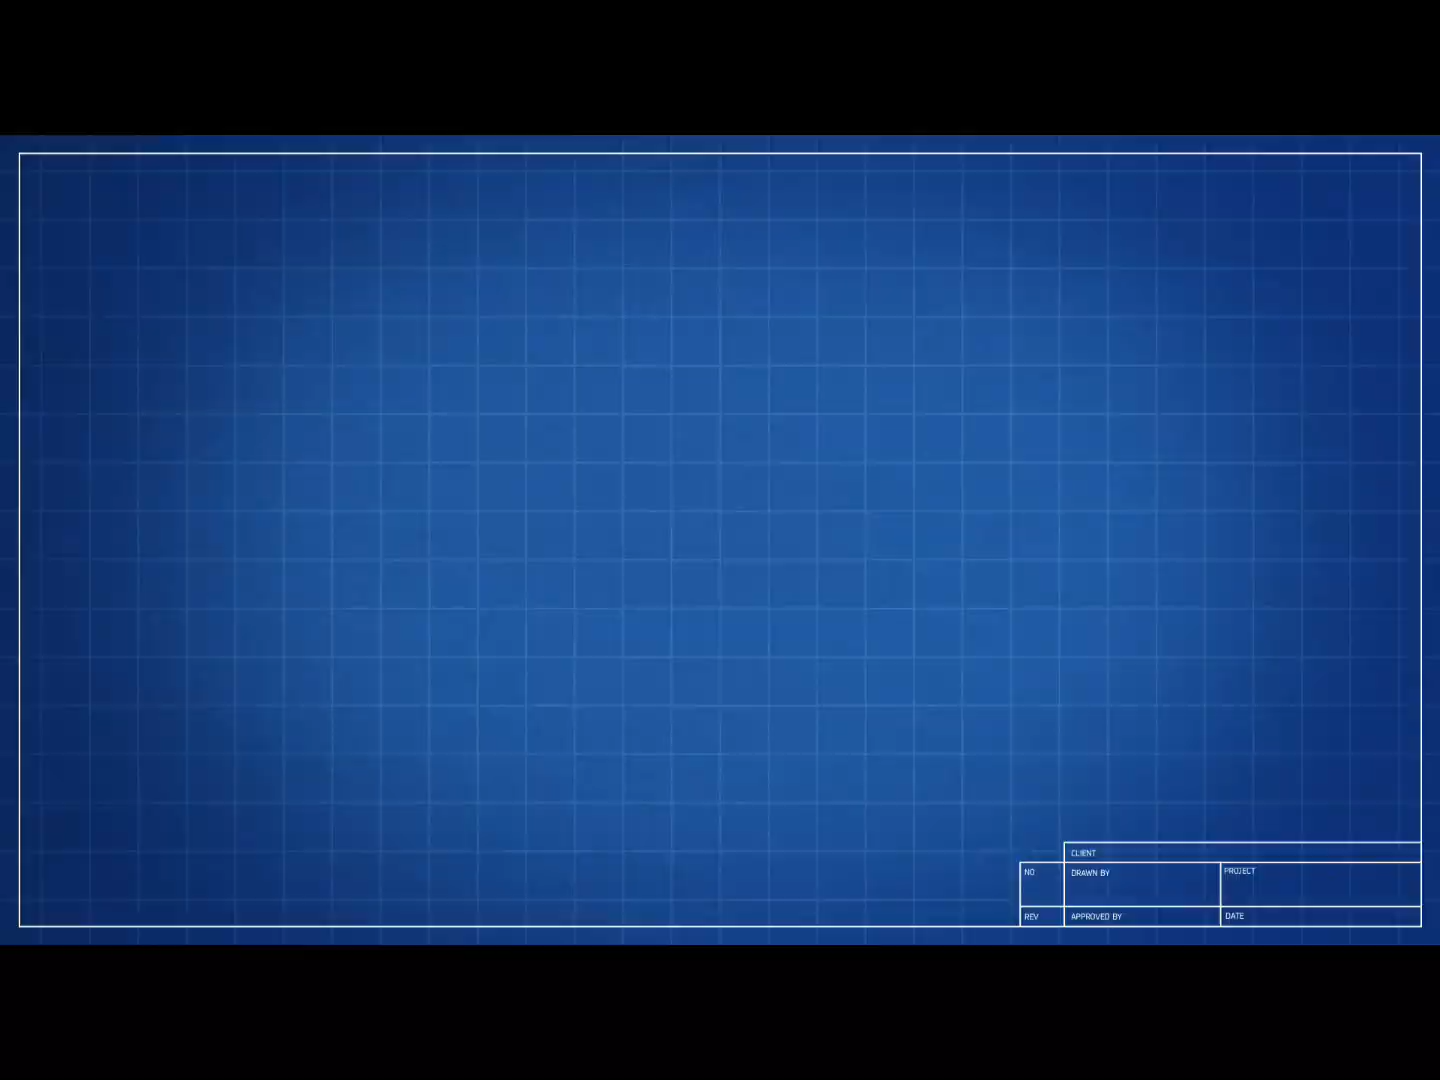 CLIENT
NO
DRAWN BY
PROJECT
REV
APPROVED BY
DATE